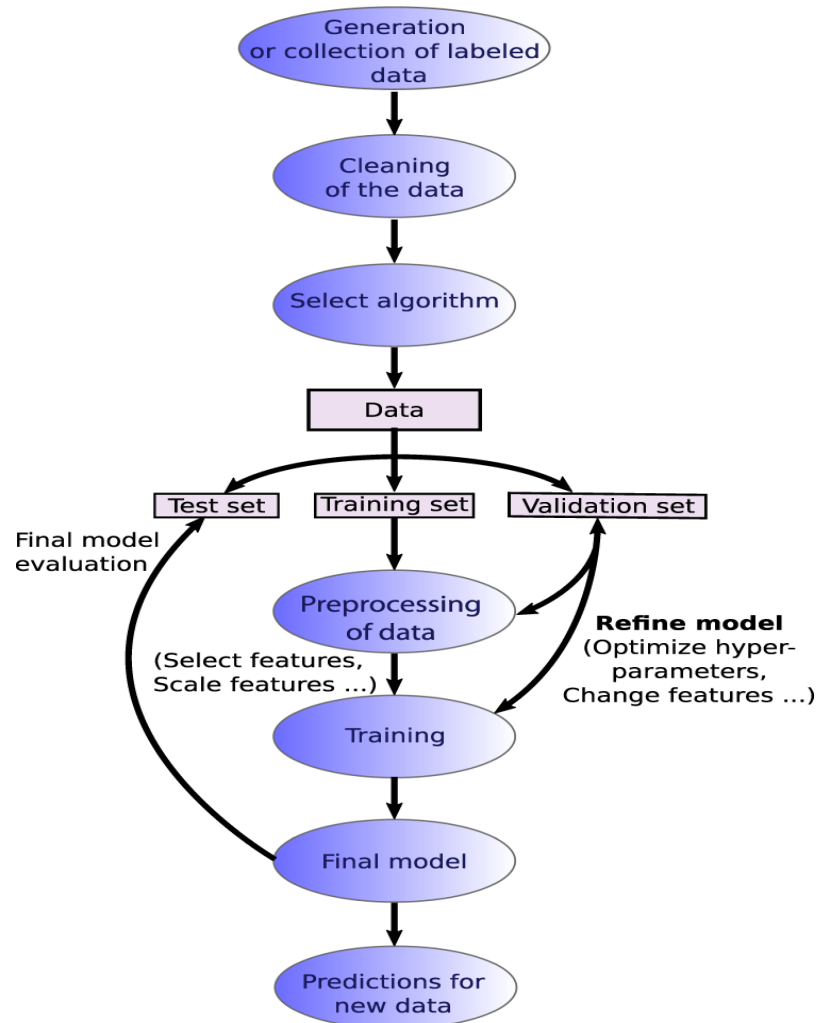 Generation
or collection of labeled
data
Cleaning
of the data
Select algorithm
Data
Test set
Training set
Validation set
Final model
evaluation
Preprocessing
of data
(Select features,
Scale features ...)
Refine model
(Optimize hyper-
parameters,
Change features ...)
Training
Final model
Predictions for
new data